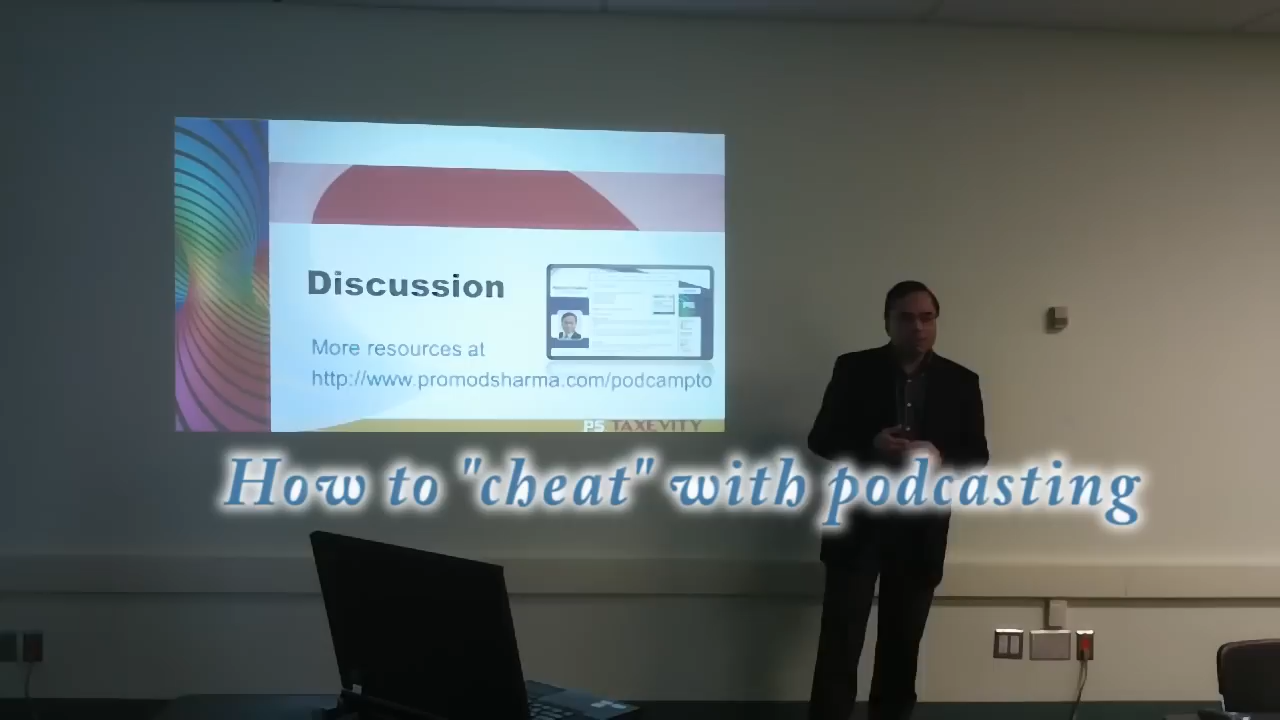 Discussion
More resources at
http://www.promodsharma.com/podcampto
PS TAXEVITY
How to "cheat" with podcasting